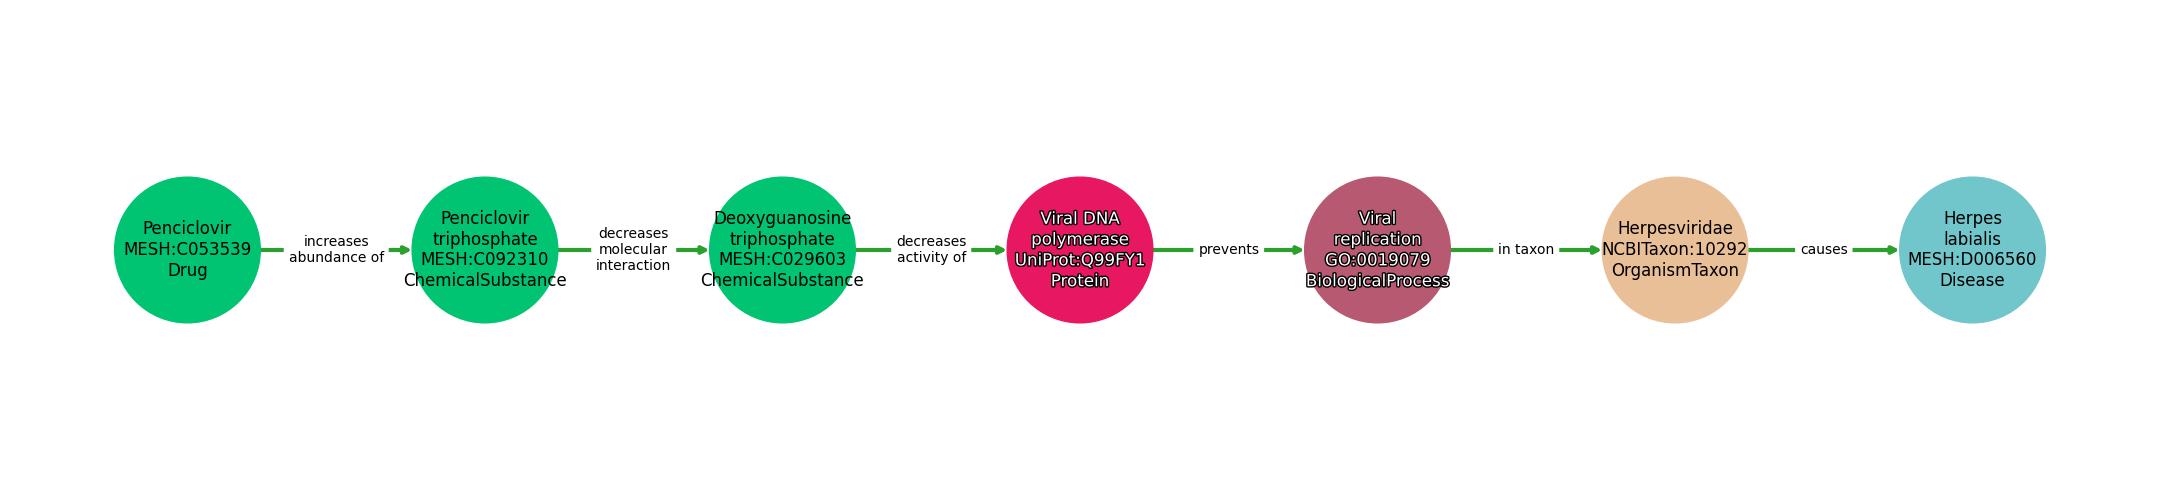 Penciclovir
MESH:C053539
Drug
increases
abundance of
Penciclovir
triphosphate
MESH:C092310
ChemicalSubstance
decreases
molecular
interaction
Deoxyguanosine
triphosphate
MESH:C029603
ChemicalSubstance
decreases
activity of
Viral DNA
polymerase
UniProt:Q99FY1
Protein
prevents
Viral
replication
GO:0019079
BiologicalProcess
in taxon
Herpesviridae
NCBITaxon:10292
OrganismTaxon
causes
Herpes
labialis
MESH:D006560
Disease